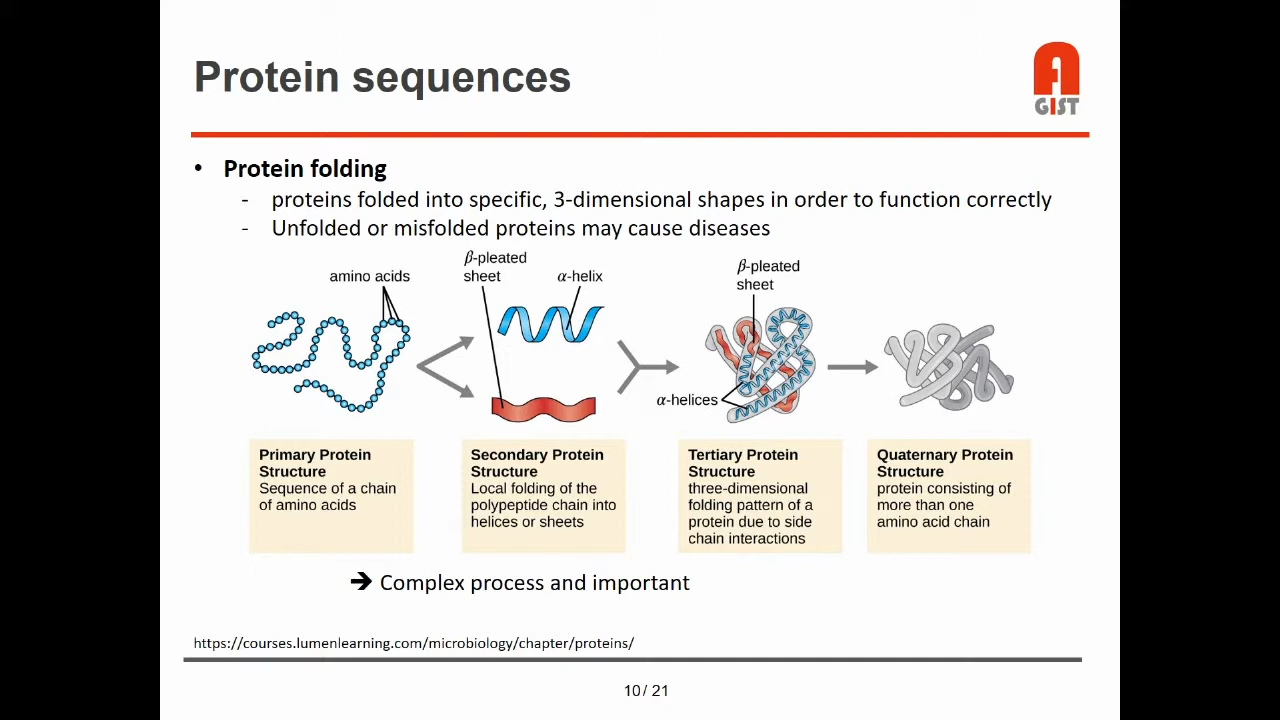 Protein sequences
GIST
• Protein folding
- proteins folded into specific, 3-dimensional shapes in order to function correctly
- Unfolded or misfolded proteins may cause diseases
amino acids
β-pleated
sheet
α-helix
β-pleated
sheet
α-helices
Primary Protein
Structure
Sequence of a chain
of amino acids
Secondary Protein
Structure
Local folding of the
polypeptide chain into
helices or sheets
Tertiary Protein
Structure
three-dimensional
folding pattern of a
protein due to side
chain interactions
Quaternary Protein
Structure
protein consisting of
more than one
amino acid chain
➔ Complex process and important
https://courses.lumenlearning.com/microbiology/chapter/proteins/
10/ 21